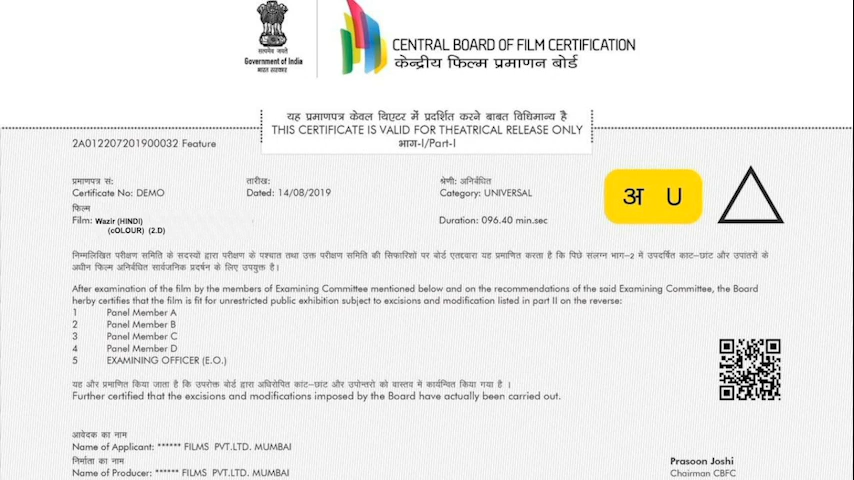 सत्यमेव जयते
Government of India
भारत सरकार
CENTRAL BOARD OF FILM CERTIFICATION
केन्द्रीय फिल्म प्रमाणन बोर्ड
यह प्रमाणपत्र केवल थिएटर में प्रदर्शित करने बाबत विधिमान्य है
THIS CERTIFICATE IS VALID FOR THEATRICAL RELEASE ONLY
भाग-I/Part-I
2A012207201900032 Feature
प्रमाणपत्र सं:
Certificate No: DEMO
तारीख:
Dated: 14/08/2019
श्रेणी: अनिर्बधित
Category: UNIVERSAL
अ U
फिल्म
Film: Wazir (HINDI)
(cOLOUR) (2.D)
Duration: 096.40 min.sec
निम्नलिखित परीक्षण समिति के सदस्यों द्वारा परीक्षण के पश्चात तथा उक्त परीक्षण समिति की सिफारिशों पर बोर्ड एतद्दवारा यह प्रमाणित करता है कि पिछे संलग्न भाग-2 में उपदर्षित काट-छांट और उपांतरों के
अधीन फिल्म अनिर्बधित सार्वजनिक प्रदर्शन के लिए उपयुक्त है।
After examination of the film by the members of Examining Committee mentioned below and on the recommendations of the said Examining Committee, the Board
herby certifies that the film is fit for unrestricted public exhibition subject to excisions and modification listed in part II on the reverse:
1 Panel Member A
2 Panel Member B
3 Panel Member C
4 Panel Member D
5 EXAMINING OFFICER (E.O.)
यह और प्रमाणित किया जाता है कि उपरोक्त बोर्ड द्वारा अधिरोपित कांट-छांट और उपोन्तरो को वास्तव में कार्यन्वित किया गया है ।
Further certified that the excisions and modifications imposed by the Board have actually been carried out.
आवेदक का नाम
Name of Applicant: ****** FILMS PVT.LTD. MUMBAI
निर्माता का नाम
Name of Producer: ****** FILMS PVT.LTD. MUMBAI
Prasoon Joshi
Chairman CBFC